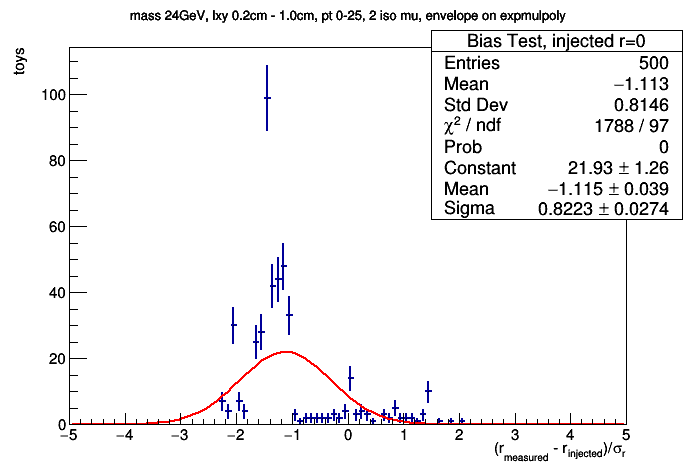 mass 24GeV, lxy 0.2cm - 1.0cm, pt 0-25, 2 iso mu, envelope on expmulpoly
Bias Test, injected r=0
Entries 500
Mean −1.113
Std Dev 0.8146
χ² / ndf 1788 / 97
Prob 0
Constant 21.93 ± 1.26
Mean −1.115 ± 0.039
Sigma 0.8223 ± 0.0274
toys
100
80
60
40
20
0
−5 −4 −3 −2 −1 0 1 2 3 4 5
(r_measured - r_injected)/σ_r